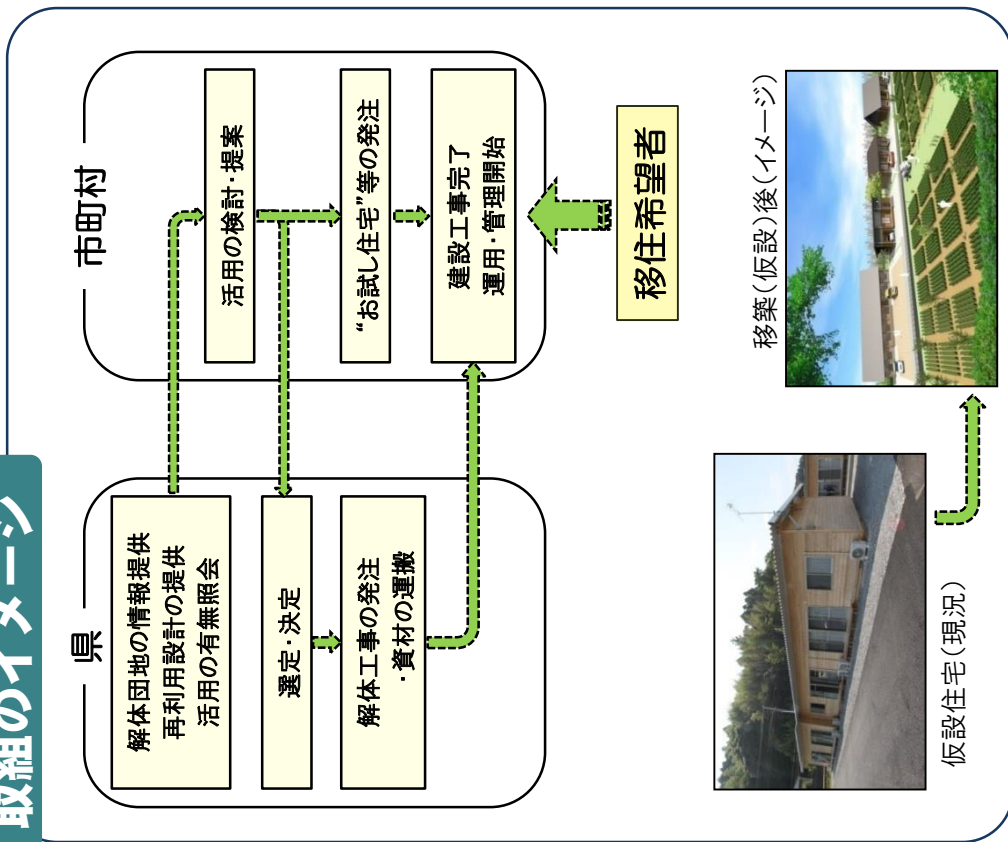 取組のイメージ
県
解体団地の情報提供
再利用設計の提供
活用の有無照会
選定・決定
解体工事の発注
・資材の運搬
市町村
活用の検討・提案
“お試し住宅”等の発注
建設工事完了
運用・管理開始
移住希望者
仮設住宅(現況)
移築(仮設)後(イメージ)